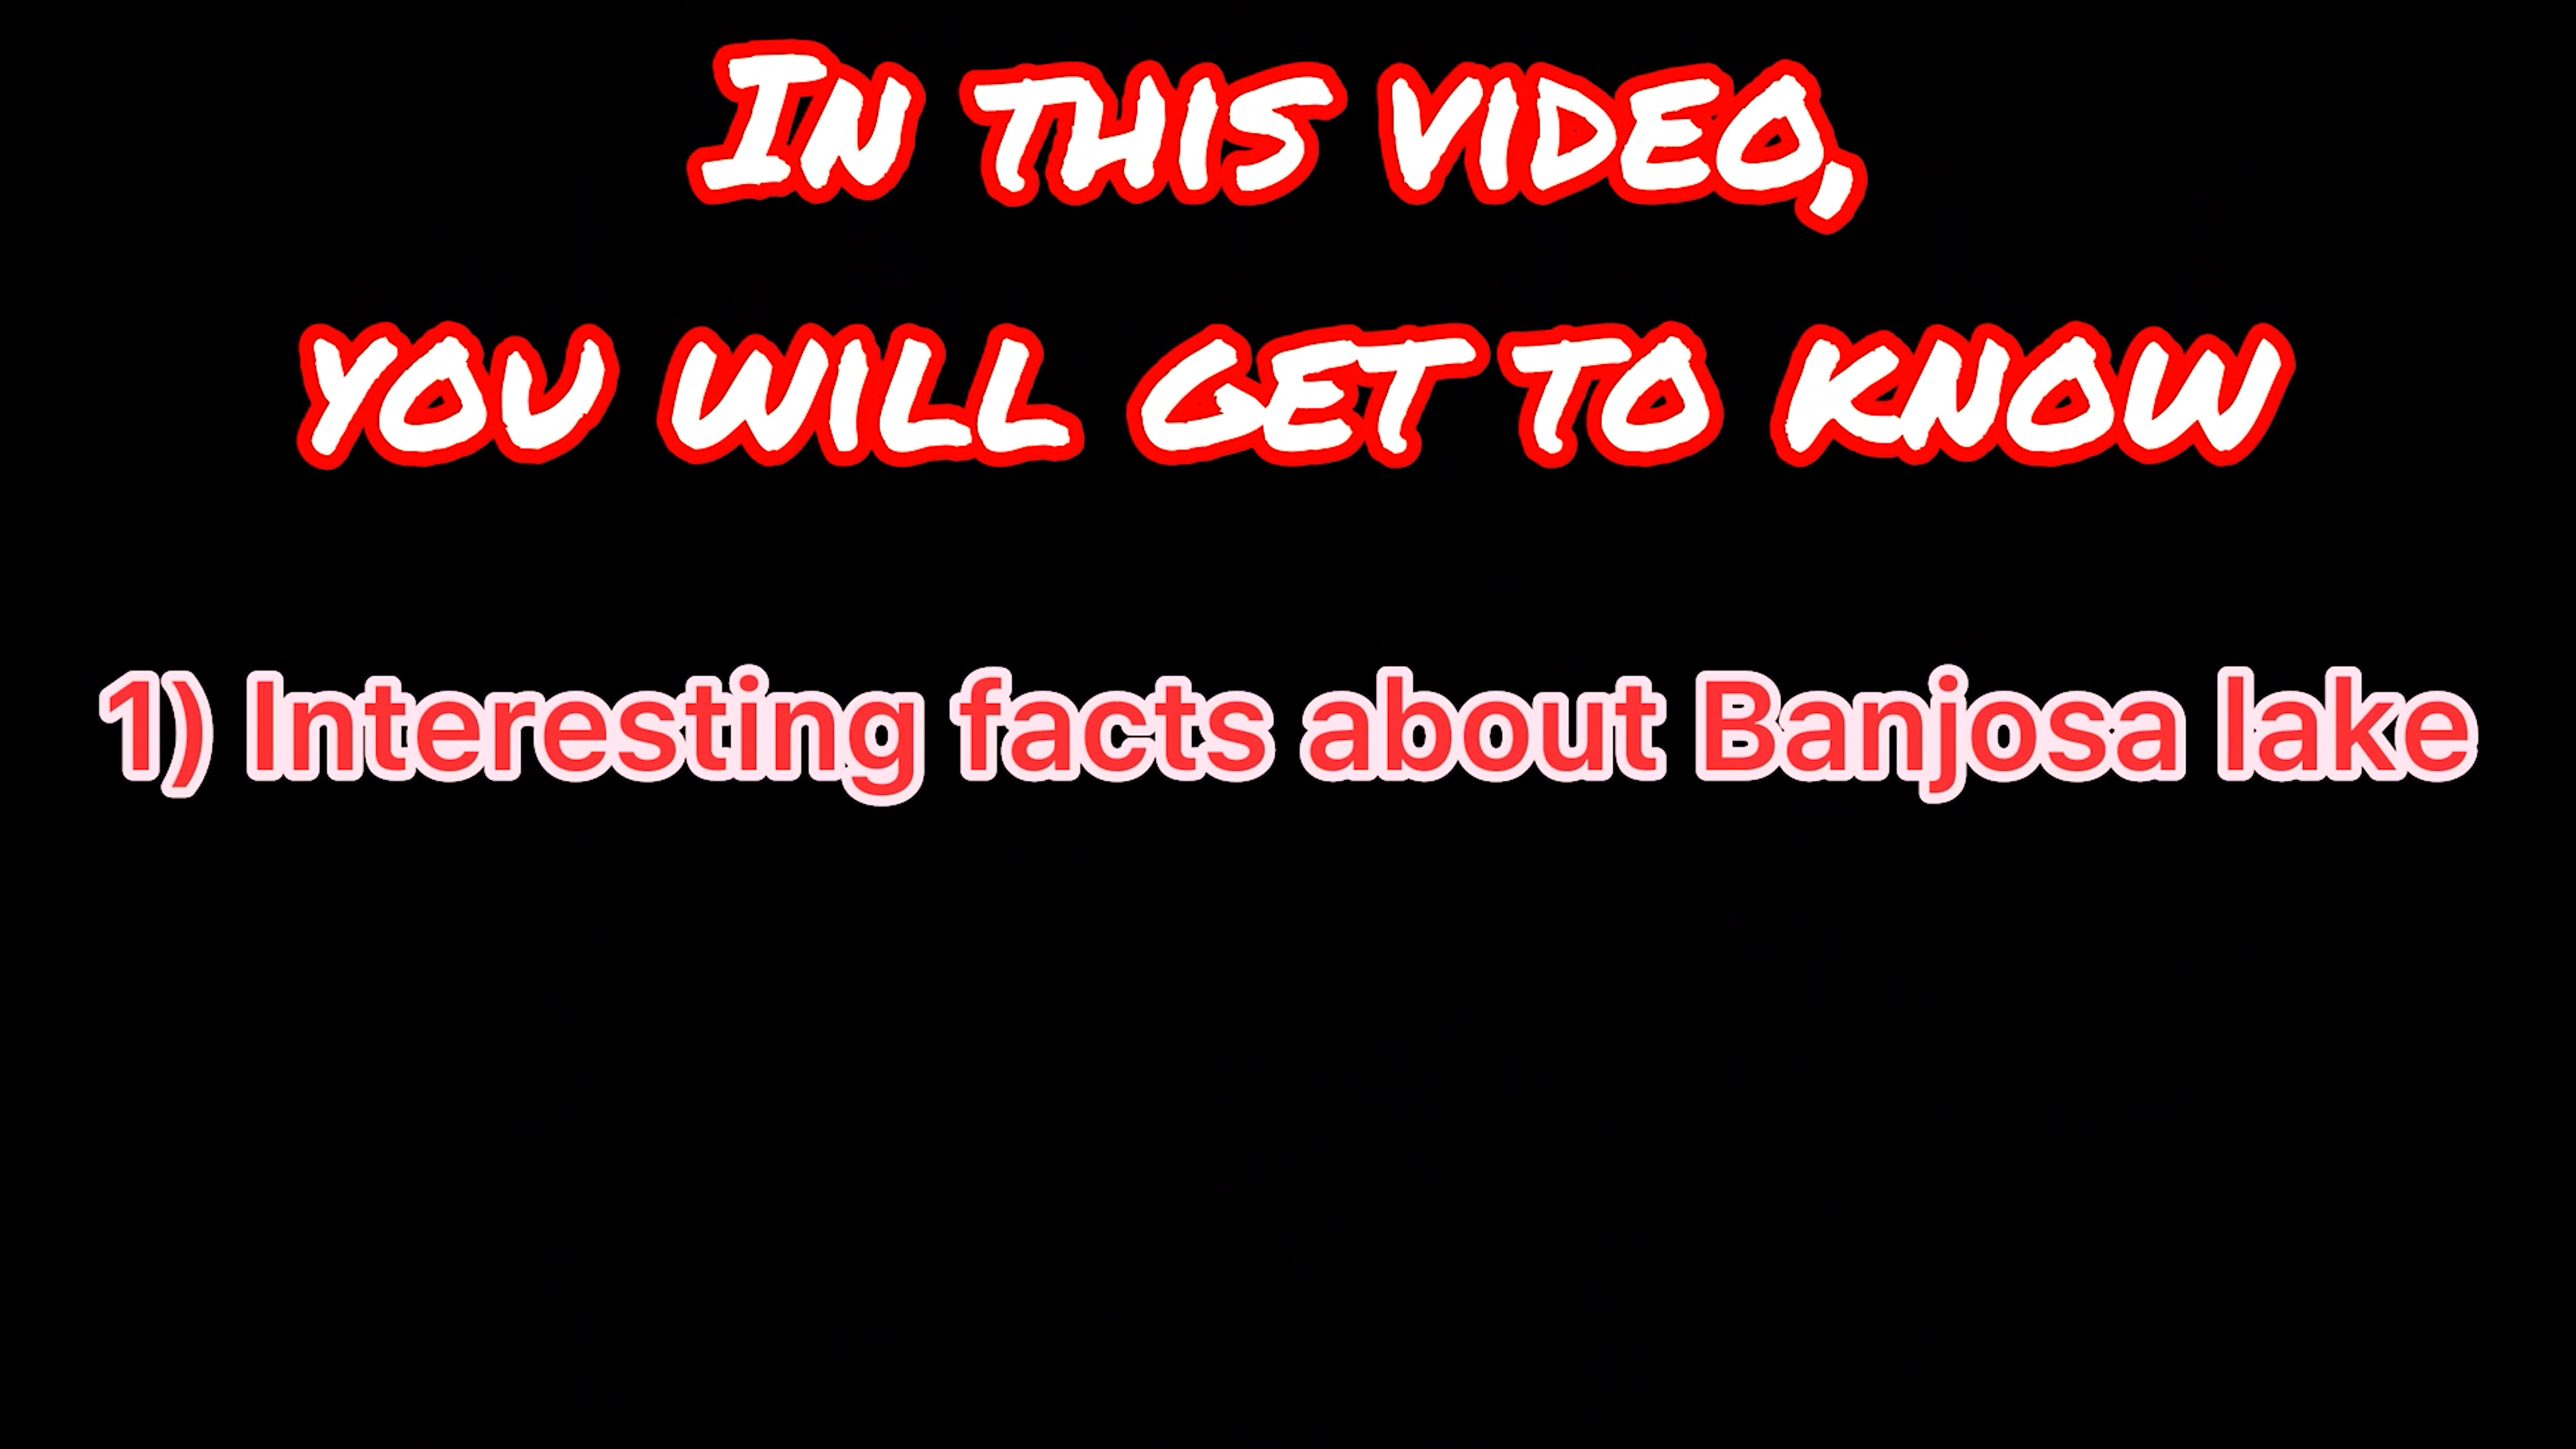 In this video,
you will get to know
1) Interesting facts about Banjosa lake